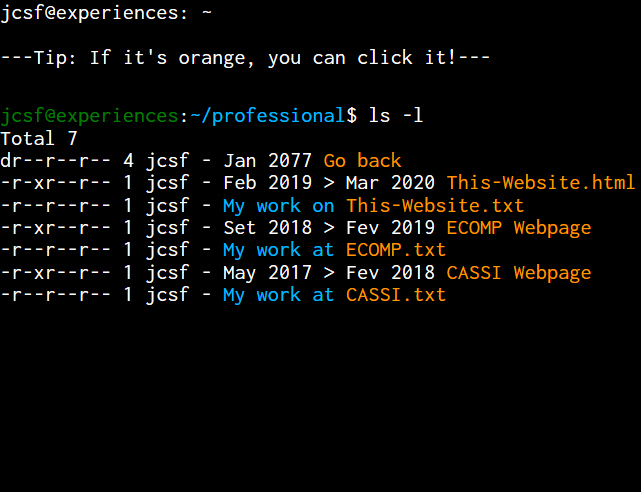 jcsf@experiences: ~
---Tip: If it's orange, you can click it!---
jcsf@experiences:~/professional$ ls -l
Total 7
dr--r--r-- 4 jcsf - Jan 2077 Go back
-r-xr--r-- 1 jcsf - Feb 2019 > Mar 2020 This-Website.html
-r--r--r-- 1 jcsf - My work on This-Website.txt
-r-xr--r-- 1 jcsf - Set 2018 > Fev 2019 ECOMP Webpage
-r--r--r-- 1 jcsf - My work at ECOMP.txt
-r-xr--r-- 1 jcsf - May 2017 > Fev 2018 CASSI Webpage
-r--r--r-- 1 jcsf - My work at CASSI.txt